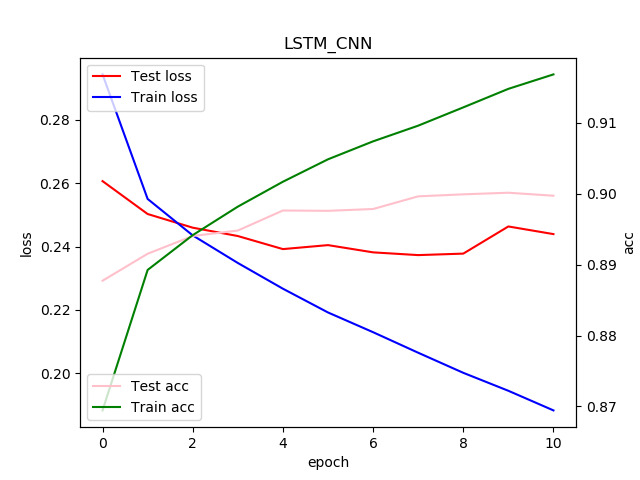 LSTM_CNN
Test loss
Train loss
0.28
0.26
0.24
0.22
0.20
loss
0.91
0.90
0.89
0.88
0.87
acc
Test acc
Train acc
0 2 4 6 8 10
epoch